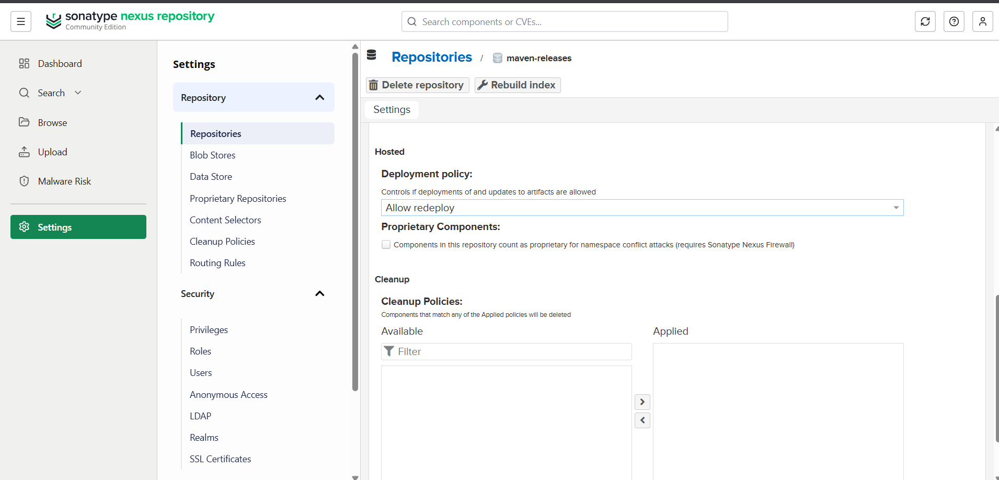 sonatype nexus repository
Community Edition
Search components or CVEs...
Dashboard
Search
Browse
Upload
Malware Risk
Settings
Settings
Repository
Repositories
Blob Stores
Data Store
Proprietary Repositories
Content Selectors
Cleanup Policies
Routing Rules
Security
Privileges
Roles
Users
Anonymous Access
LDAP
Realms
SSL Certificates
Repositories / maven-releases
Delete repository Rebuild index
Settings
Hosted
Deployment policy:
Controls if deployments of and updates to artifacts are allowed
Allow redeploy
Proprietary Components:
Components in this repository count as proprietary for namespace conflict attacks (requires Sonatype Nexus Firewall)
Cleanup
Cleanup Policies:
Components that match any of the Applied policies will be deleted
Available Applied
Filter